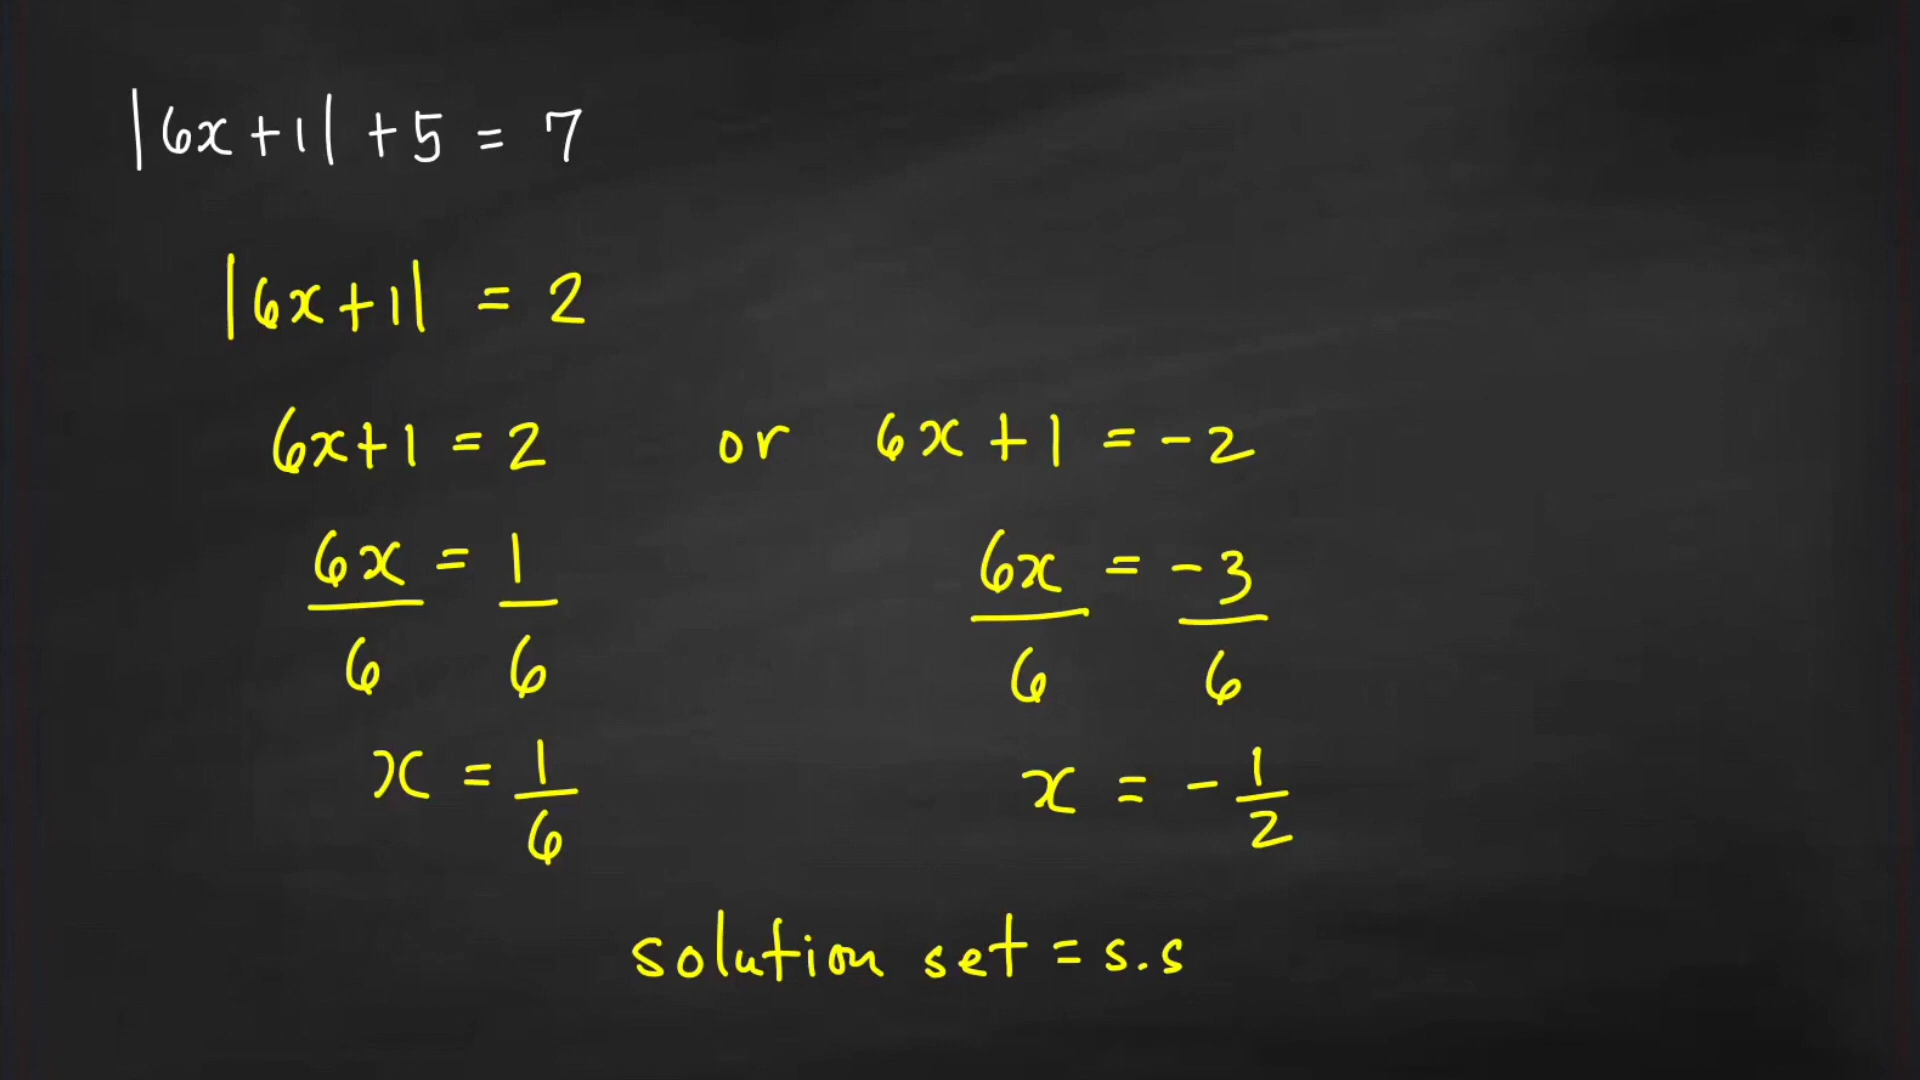 |6x+1| +5 = 7
|6x+1| = 2
6x+1 = 2 or 6x+1 = -2
6x/6 = 1/6 6x/6 = -3/6
x = 1/6 x = -1/2
solution set = s.s